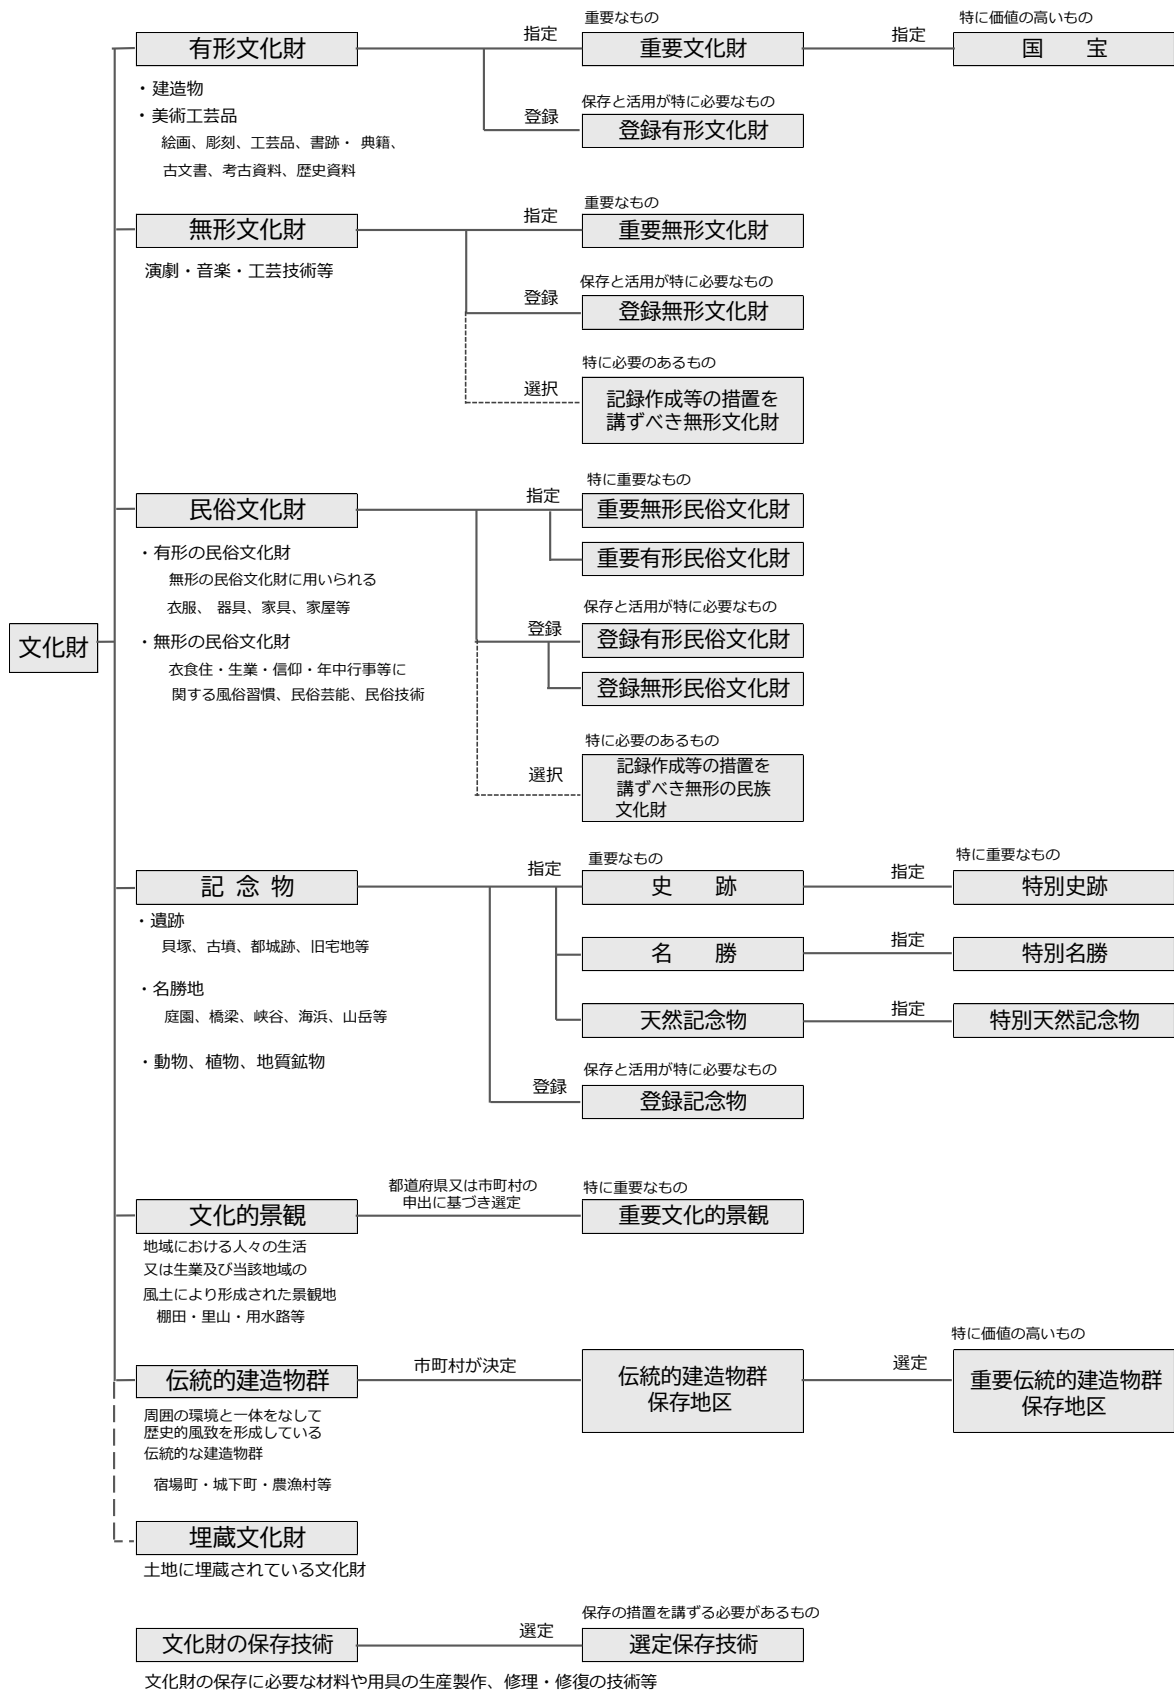 文化財
有形文化財
・建造物
・美術工芸品
絵画、彫刻、工芸品、書跡・ 典籍、
古文書、考古資料、歴史資料
指定
重要なもの
重要文化財
指定
特に価値の高いもの
国　宝
登録
保存と活用が特に必要なもの
登録有形文化財
無形文化財
演劇・音楽・工芸技術等
指定
重要なもの
重要無形文化財
登録
保存と活用が特に必要なもの
登録無形文化財
選択
特に必要のあるもの
記録作成等の措置を
講ずべき無形文化財
民俗文化財
・有形の民俗文化財
無形の民俗文化財に用いられる
衣服、 器具、家具、家屋等
・無形の民俗文化財
衣食住・生業・信仰・年中行事等に
関する風俗習慣、民俗芸能、民俗技術
指定
特に重要なもの
重要無形民俗文化財
重要有形民俗文化財
登録
保存と活用が特に必要なもの
登録有形民俗文化財
登録無形民俗文化財
選択
特に必要のあるもの
記録作成等の措置を
講ずべき無形の民族
文化財
記 念 物
・遺跡
貝塚、古墳、都城跡、旧宅地等
・名勝地
庭園、橋梁、峡谷、海浜、山岳等
・動物、植物、地質鉱物
指定
重要なもの
史　跡
指定
特に重要なもの
特別史跡
名　勝
指定
特別名勝
天然記念物
指定
特別天然記念物
登録
保存と活用が特に必要なもの
登録記念物
文化的景観
地域における人々の生活
又は生業及び当該地域の
風土により形成された景観地
棚田・里山・用水路等
都道府県又は市町村の
申出に基づき選定
特に重要なもの
重要文化的景観
伝統的建造物群
周囲の環境と一体をなして
歴史的風致を形成している
伝統的な建造物群
宿場町・城下町・農漁村等
市町村が決定
伝統的建造物群
保存地区
選定
特に価値の高いもの
重要伝統的建造物群
保存地区
埋蔵文化財
土地に埋蔵されている文化財
文化財の保存技術
選定
保存の措置を講ずる必要があるもの
選定保存技術
文化財の保存に必要な材料や用具の生産製作、修理・修復の技術等